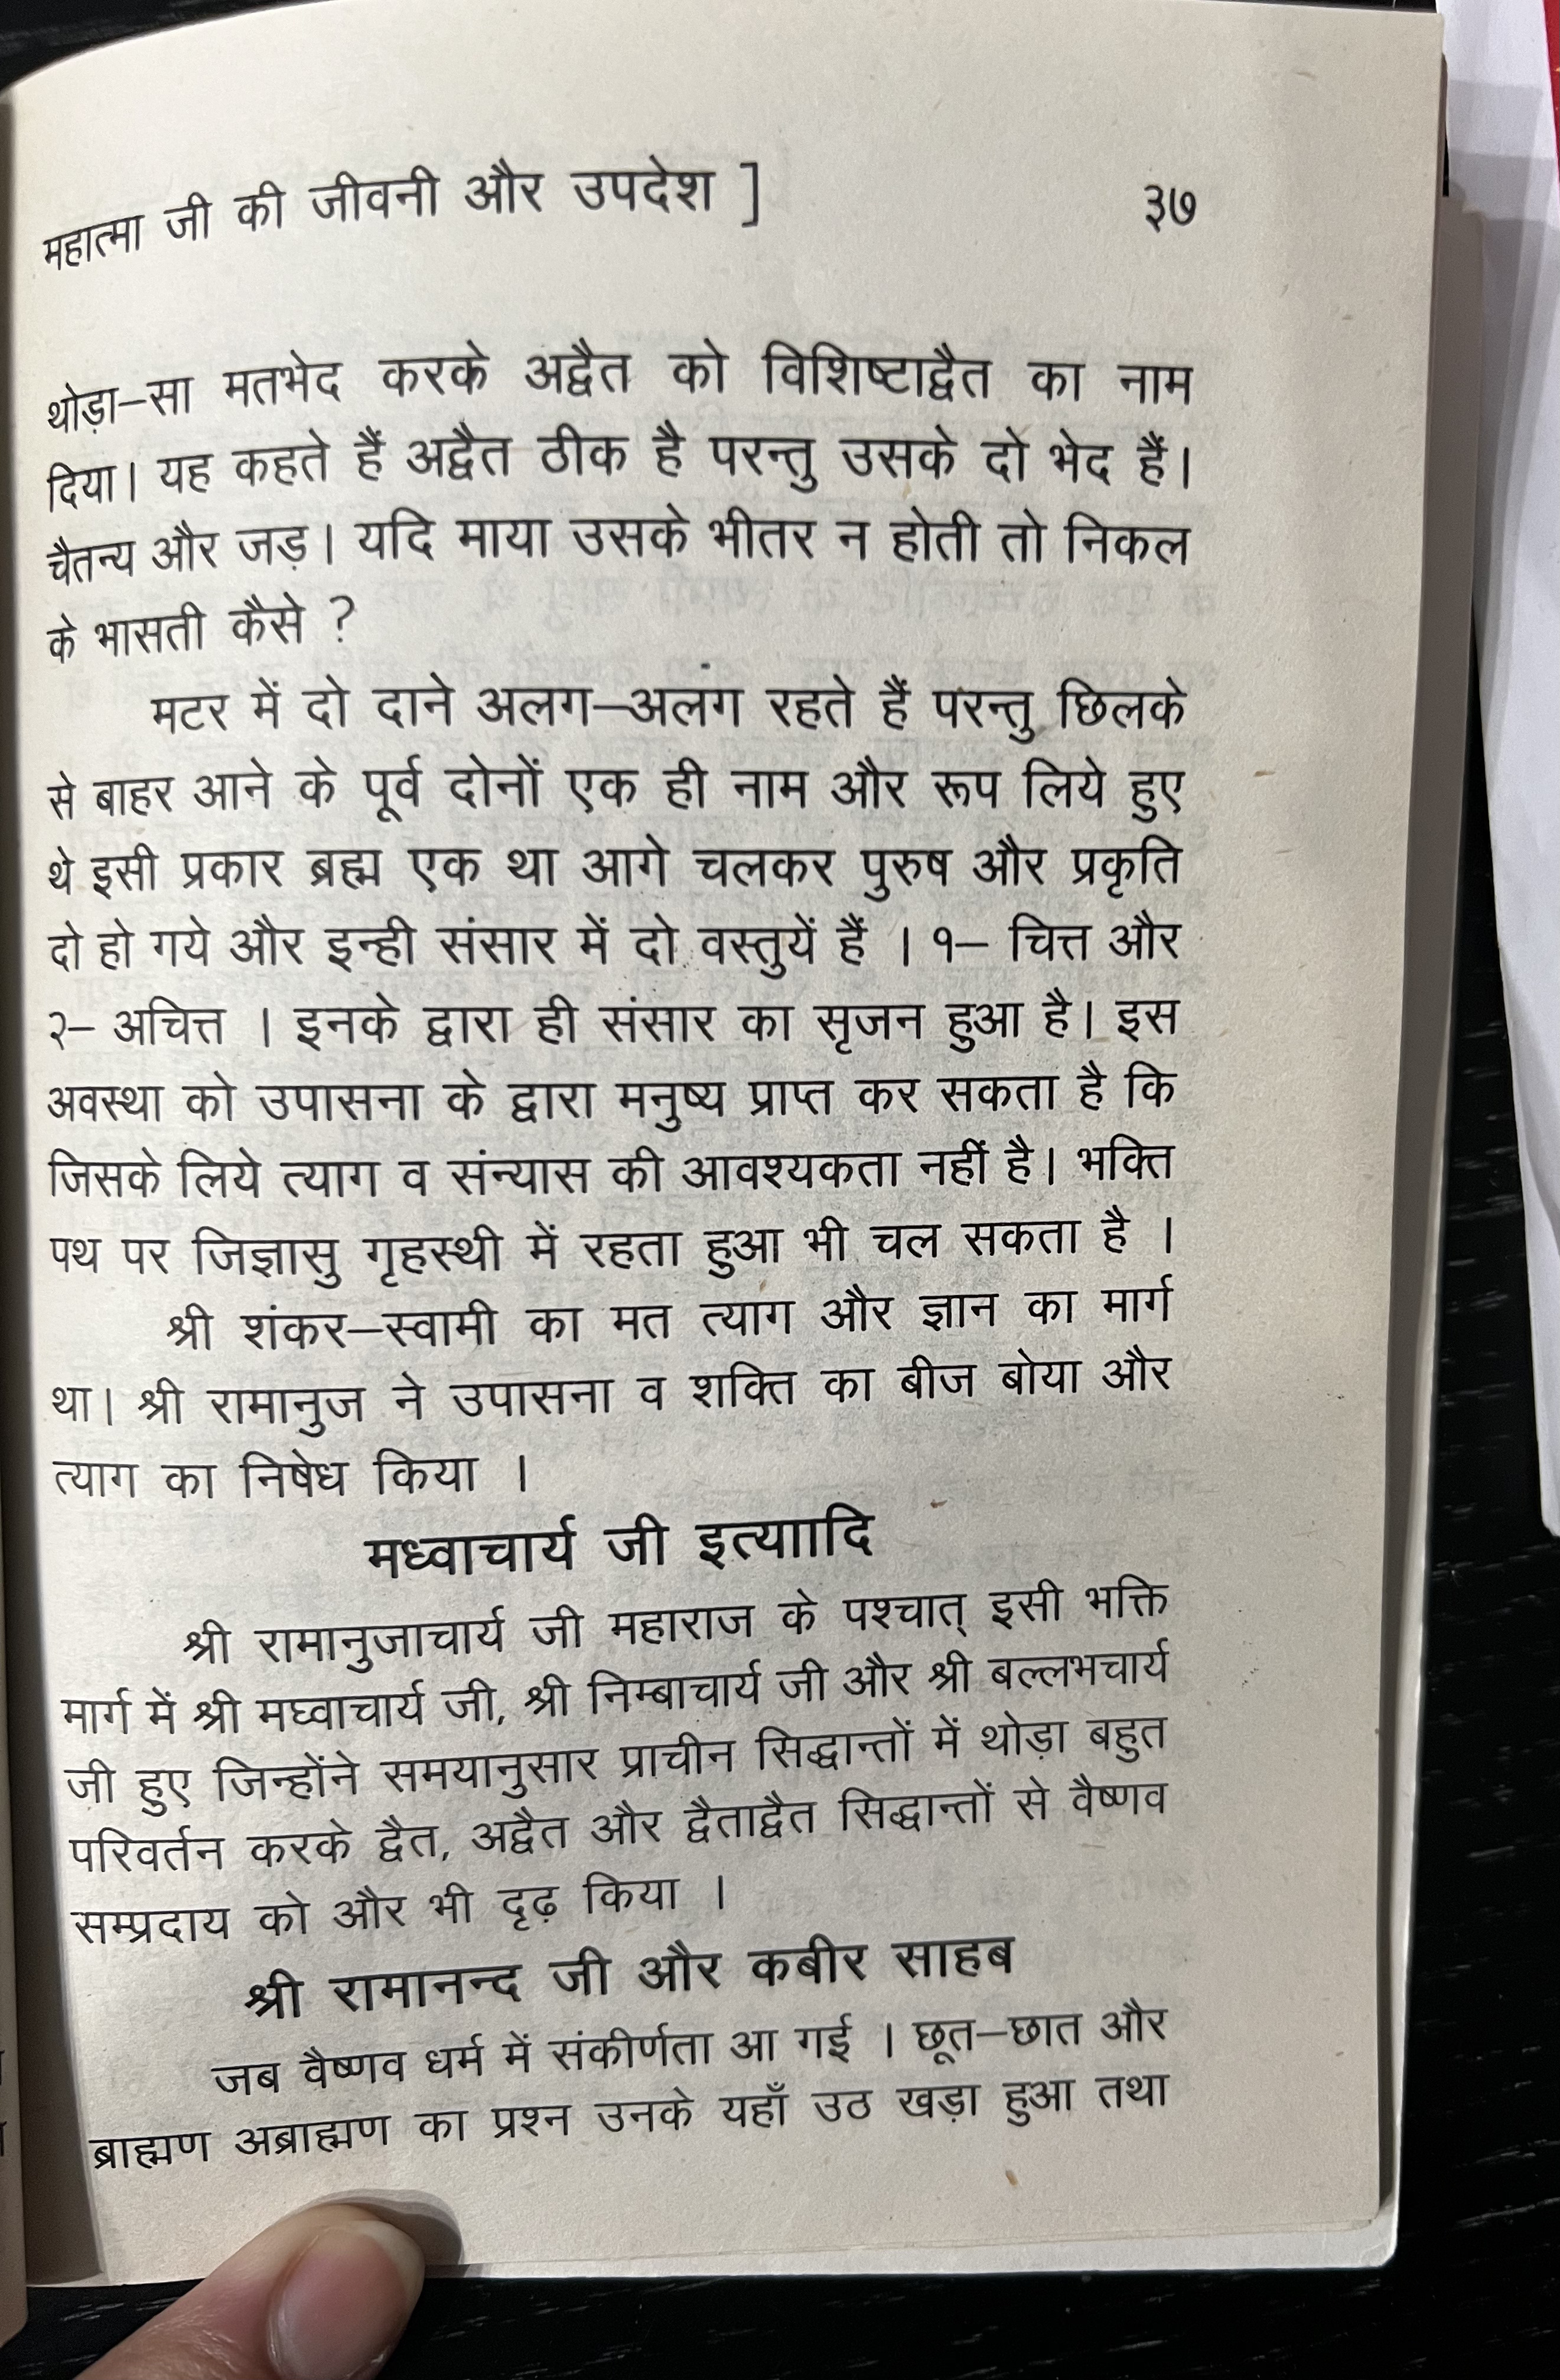 महात्मा जी की जीवनी और उपदेश ] ३७
थोड़ा–सा मतभेद करके अद्वैत को विशिष्टाद्वैत का नाम
दिया। यह कहते हैं अद्वैत ठीक है परन्तु उसके दो भेद हैं।
चैतन्य और जड़। यदि माया उसके भीतर न होती तो निकल
के भासती कैसे ?
मटर में दो दाने अलग–अलग रहते हैं परन्तु छिलके
से बाहर आने के पूर्व दोनों एक ही नाम और रूप लिये हुए
थे इसी प्रकार ब्रह्म एक था आगे चलकर पुरुष और प्रकृति
दो हो गये और इन्ही संसार में दो वस्तुयें हैं । १– चित्त और
२– अचित्त । इनके द्वारा ही संसार का सृजन हुआ है। इस
अवस्था को उपासना के द्वारा मनुष्य प्राप्त कर सकता है कि
जिसके लिये त्याग व संन्यास की आवश्यकता नहीं है। भक्ति
पथ पर जिज्ञासु गृहस्थी में रहता हुआ भी चल सकता है ।
श्री शंकर–स्वामी का मत त्याग और ज्ञान का मार्ग
था। श्री रामानुज ने उपासना व शक्ति का बीज बोया और
त्याग का निषेध किया ।
मध्वाचार्य जी इत्याादि
श्री रामानुजाचार्य जी महाराज के पश्चात् इसी भक्ति
मार्ग में श्री मघ्वाचार्य जी, श्री निम्बाचार्य जी और श्री बल्लभचार्य
जी हुए जिन्होंने समयानुसार प्राचीन सिद्धान्तों में थोड़ा बहुत
परिवर्तन करके द्वैत, अद्वैत और द्वैताद्वैत सिद्धान्तों से वैष्णव
सम्प्रदाय को और भी दृढ़ किया ।
श्री रामानन्द जी और कबीर साहब
जब वैष्णव धर्म में संकीर्णता आ गई । छूत–छात और
ब्राह्मण अब्राह्मण का प्रश्न उनके यहाँ उठ खड़ा हुआ तथा